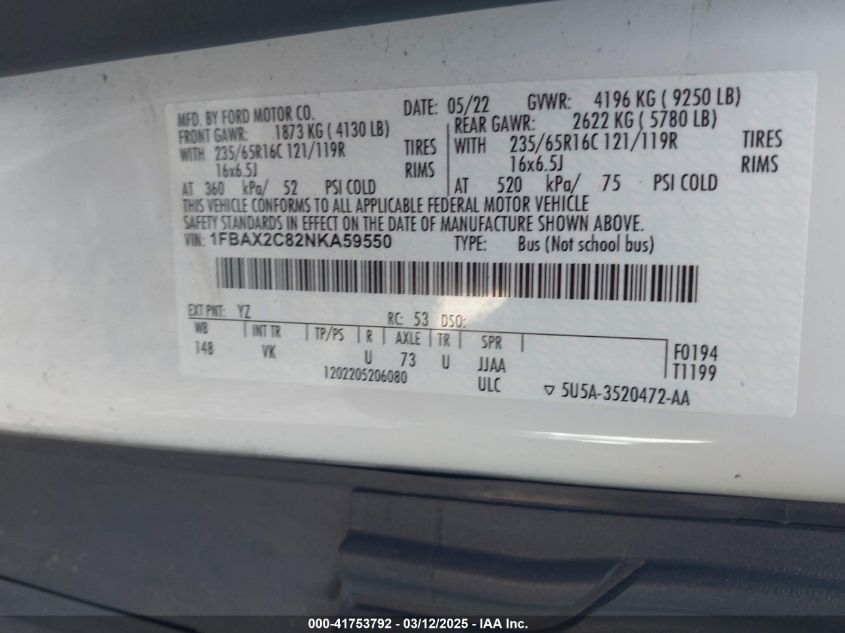 MFD. BY FORD MOTOR CO. DATE: 05/22 GVWR: 4196 KG ( 9250 LB)
FRONT GAWR: 1873 KG ( 4130 LB) REAR GAWR: 2622 KG ( 5780 LB)
WITH 235/65R16C 121/119R TIRES WITH 235/65R16C 121/119R TIRES
16x6.5J RIMS 16x6.5J RIMS
AT 360 kPa/ 52 PSI COLD AT 520 kPa/ 75 PSI COLD
THIS VEHICLE CONFORMS TO ALL APPLICABLE FEDERAL MOTOR VEHICLE
SAFETY STANDARDS IN EFFECT ON THE DATE OF MANUFACTURE SHOWN ABOVE.
VIN: 1FBAX2C82NKA59550 TYPE: Bus (Not school bus)
EXT PNT: YZ RC: 53 DSO:
WB INT TR TP/PS R AXLE TR SPR
148 VK U 73 U JJAA F0194
1202205206080 ULC T1199
▽ 5U5A-3520472-AA
000-41753792 - 03/12/2025 - IAA Inc.